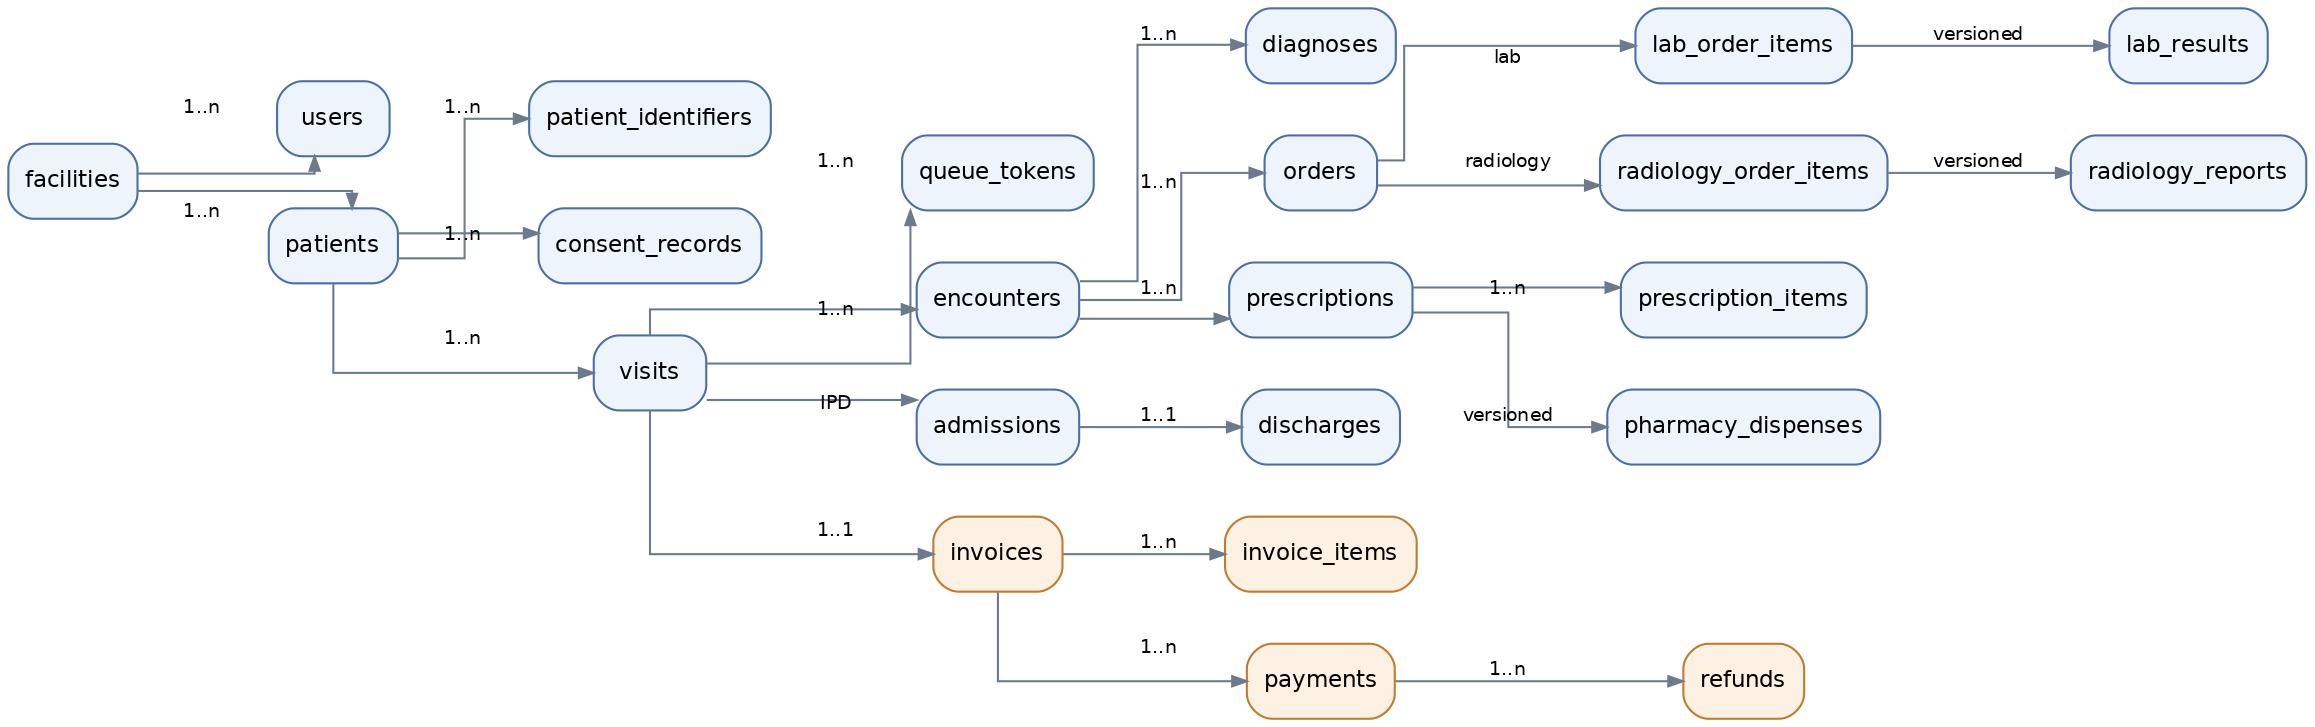 diagnoses
lab_order_items
lab_results
1..n
versioned
lab
users
patient_identifiers
1..n
1..n
facilities
queue_tokens
orders
radiology_order_items
radiology_reports
1..n
radiology
versioned
1..n
patients
consent_records
1..n
1..n
encounters
prescriptions
prescription_items
1..n
1..n
1..n
1..n
visits
IPD
admissions
discharges
pharmacy_dispenses
1..1
versioned
1..1
invoices
invoice_items
1..n
1..n
payments
refunds
1..n